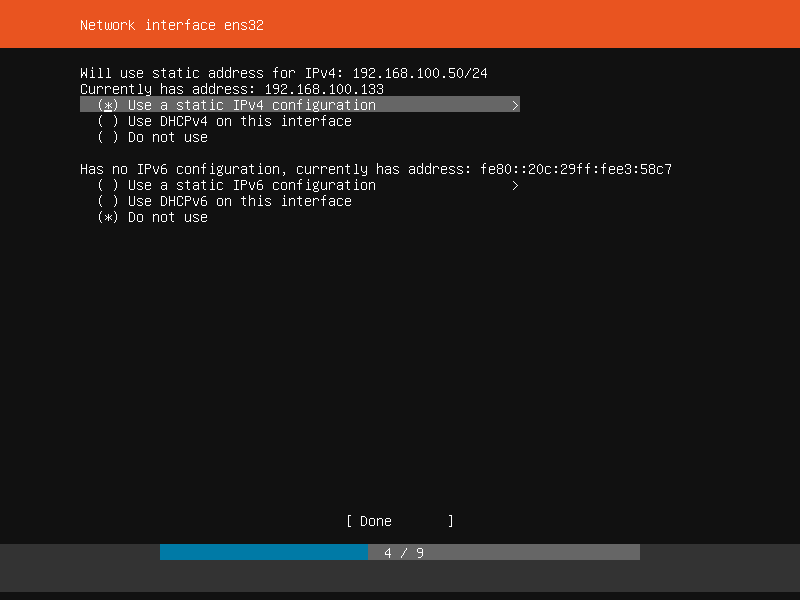 Network interface ens32
Will use static address for IPv4: 192.168.100.50/24
Currently has address: 192.168.100.133
(*) Use a static IPv4 configuration >
( ) Use DHCPv4 on this interface
( ) Do not use
Has no IPv6 configuration, currently has address: fe80::20c:29ff:fee3:58c7
( ) Use a static IPv6 configuration >
( ) Use DHCPv6 on this interface
(*) Do not use
[ Done ]
4 / 9